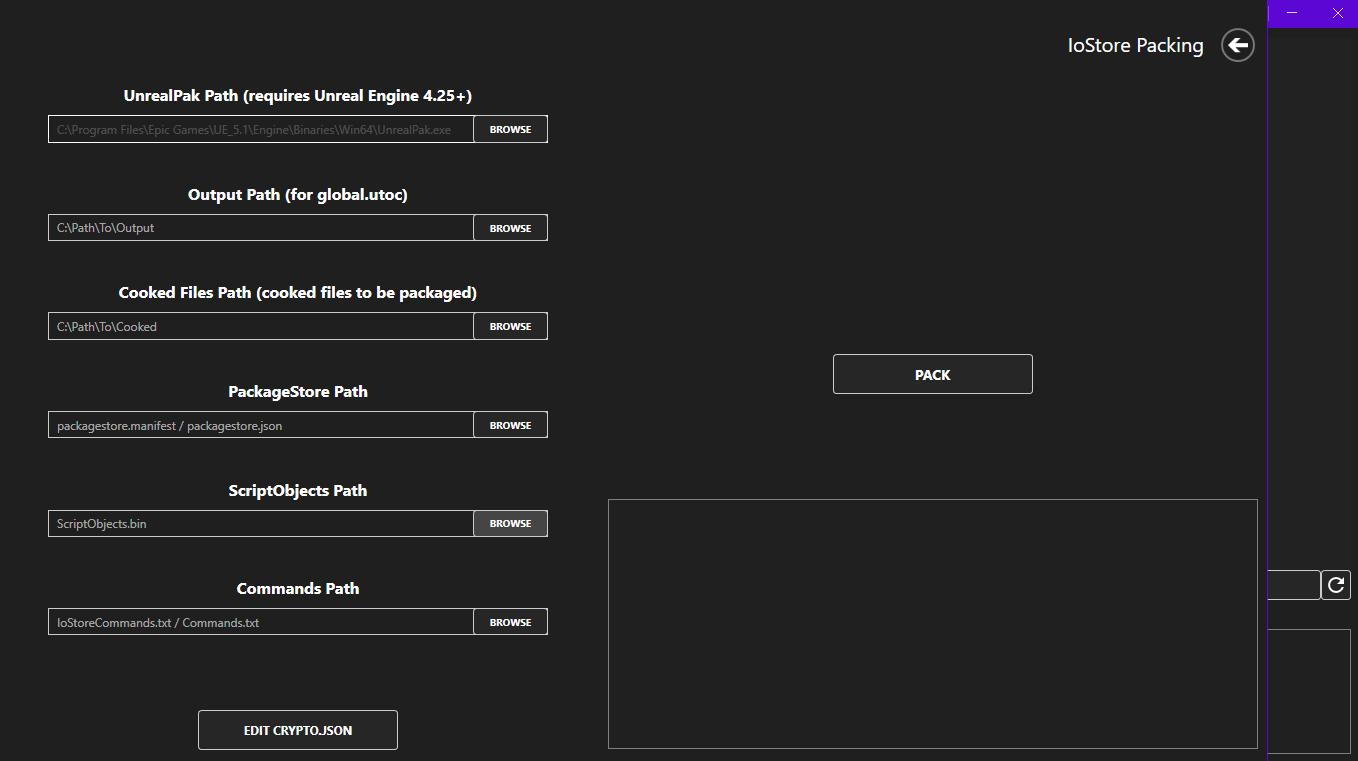 IoStore Packing
UnrealPak Path (requires Unreal Engine 4.25+)
C:\Program Files\Epic Games\UE_5.1\Engine\Binaries\Win64\UnrealPak.exe
BROWSE
Output Path (for global.utoc)
C:\Path\To\Output
BROWSE
Cooked Files Path (cooked files to be packaged)
C:\Path\To\Cooked
BROWSE
PackageStore Path
packagestore.manifest / packagestore.json
BROWSE
ScriptObjects Path
ScriptObjects.bin
BROWSE
Commands Path
IoStoreCommands.txt / Commands.txt
BROWSE
EDIT CRYPTO.JSON
PACK